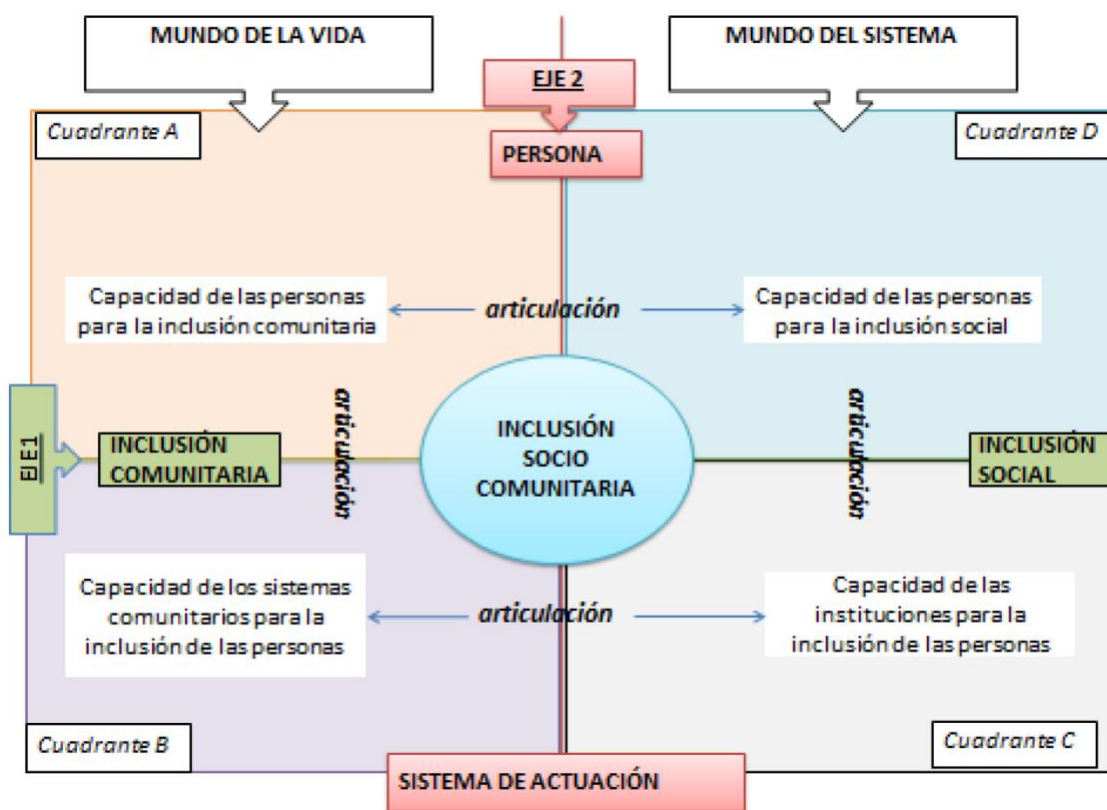 MUNDO DE LA VIDA
MUNDO DEL SISTEMA
EJE 2
Cuadrante A
Cuadrante D
PERSONA
Capacidad de las personas
para la inclusión comunitaria
articulación
Capacidad de las personas
para la inclusión social
EJE1
INCLUSIÓN
COMUNITARIA
articulación
INCLUSIÓN
SOCIO
COMUNITARIA
articulación
INCLUSIÓN
SOCIAL
Capacidad de los sistemas
comunitarios para la
inclusión de las personas
articulación
Capacidad de las
instituciones para la
inclusión de las personas
Cuadrante B
Cuadrante C
SISTEMA DE ACTUACIÓN